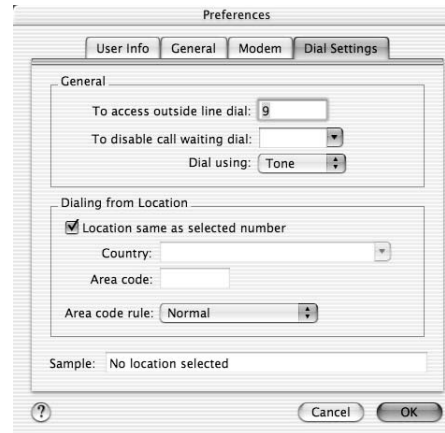 Preferences
User Info General Modem Dial Settings
General
To access outside line dial: 9
To disable call waiting dial:
Dial using: Tone
Dialing from Location
Location same as selected number
Country:
Area code:
Area code rule: Normal
Sample: No location selected
? Cancel OK